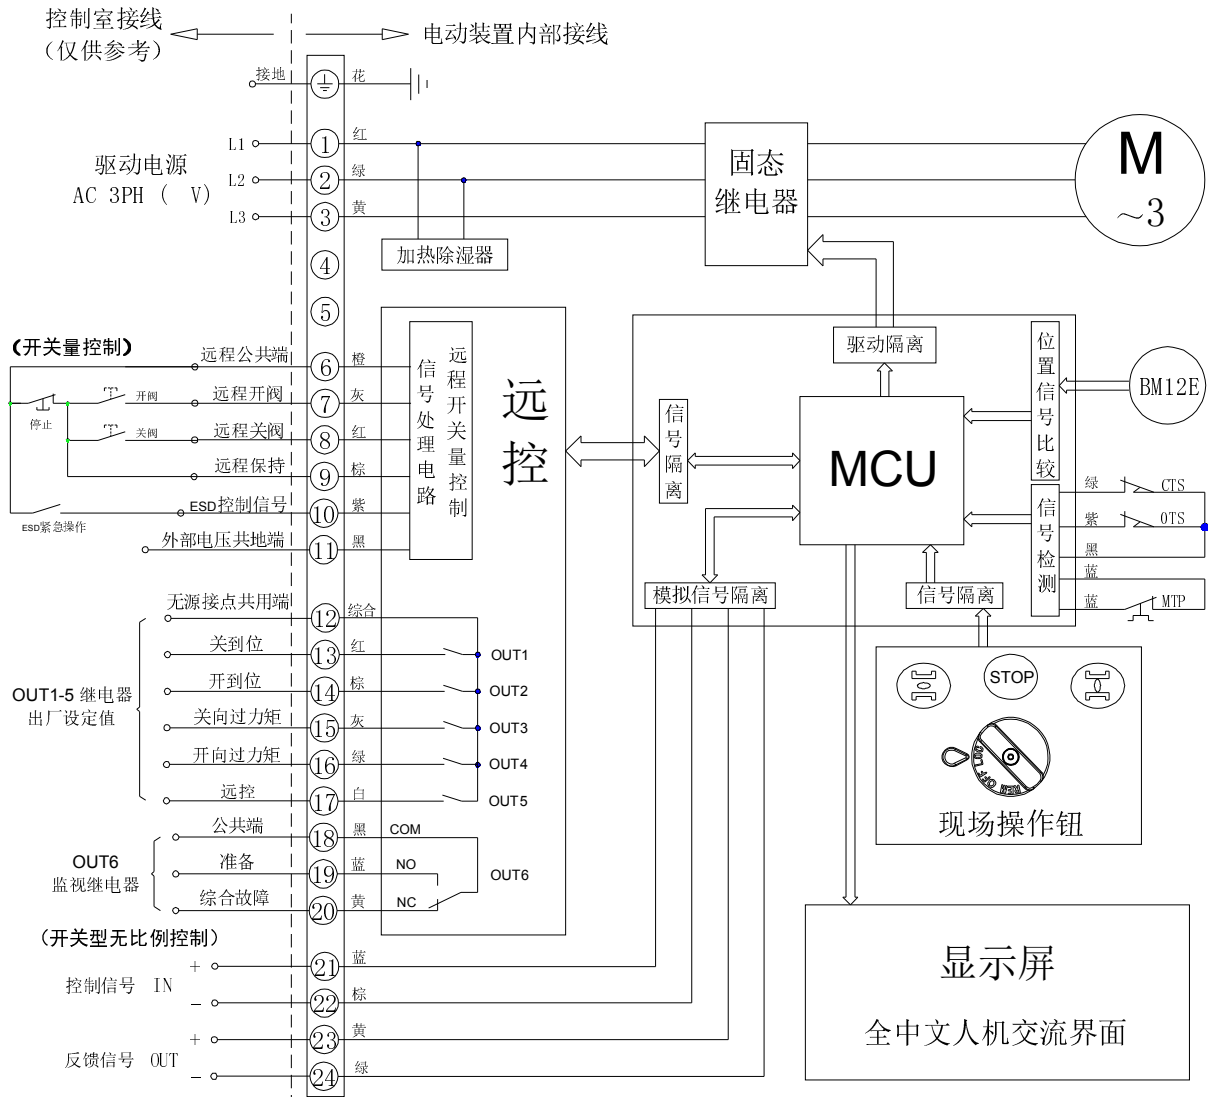 控制室接线
(仅供参考)
电动装置内部接线
接地
花
驱动电源
AC 3PH ( V)
L1 ① 红
L2 ② 绿
L3 ③ 黄
④
⑤
加热除湿器
固态
继电器
M
~3
(开关量控制)
远程公共端 ⑥ 橙
开阀 远程开阀 ⑦ 灰
停止
关阀 远程关阀 ⑧ 红
远程保持 ⑨ 棕
ESD控制信号 ⑩ 紫
ESD紧急操作
外部电压共地端 ⑪ 黑
远程开关量控制
信号处理电路
远控
无源接点共用端 ⑫ 综合
关到位 ⑬ 红 OUT1
开到位 ⑭ 棕 OUT2
OUT1-5 继电器
出厂设定值
关向过力矩 ⑮ 灰 OUT3
开向过力矩 ⑯ 绿 OUT4
远控 ⑰ 白 OUT5
公共端 ⑱ 黑 COM
OUT6
监视继电器
准备 ⑲ 蓝 NO OUT6
综合故障 ⑳ 黄 NC
(开关型无比例控制)
控制信号 IN
+ ㉑ 蓝
− ㉒ 棕
反馈信号 OUT
+ ㉓ 黄
− ㉔ 绿
驱动隔离
信号隔离
MCU
模拟信号隔离
信号隔离
位置信号比较
信号检测
BM12E
绿 CTS
紫 OTS
黑
蓝
蓝 MTP
STOP
REM OFF LOC
现场操作钮
显示屏
全中文人机交流界面